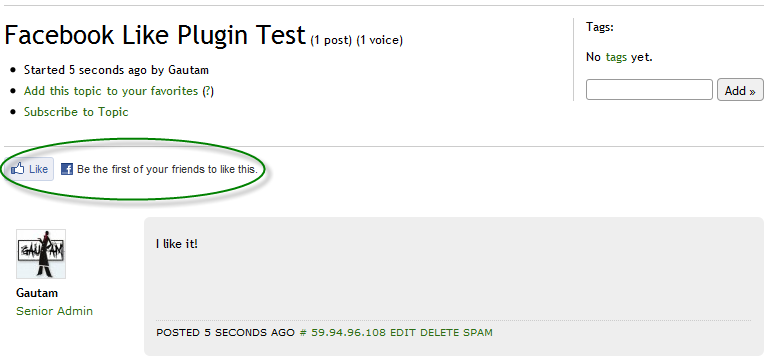 Facebook Like Plugin Test (1 post) (1 voice)
Started 5 seconds ago by Gautam
Add this topic to your favorites (?)
Subscribe to Topic
Tags:
No tags yet.
Add »
Like
Be the first of your friends to like this.
GAUTAM
Gautam
Senior Admin
I like it!
POSTED 5 SECONDS AGO # 59.94.96.108 EDIT DELETE SPAM